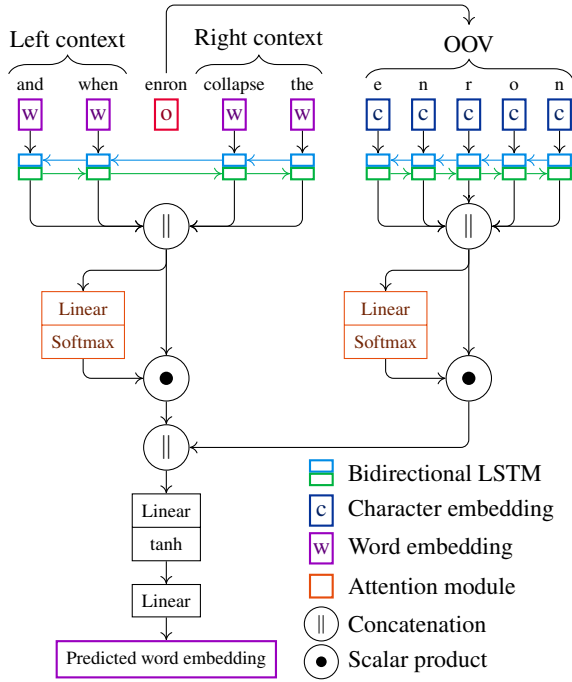 Left context Right context OOV
and when enron collapse the e n r o n
w w o w w c c c c c
|| ||
Linear Linear
Softmax Softmax
||
Bidirectional LSTM
Linear c Character embedding
tanh w Word embedding
Linear Attention module
|| Concatenation
Predicted word embedding Scalar product